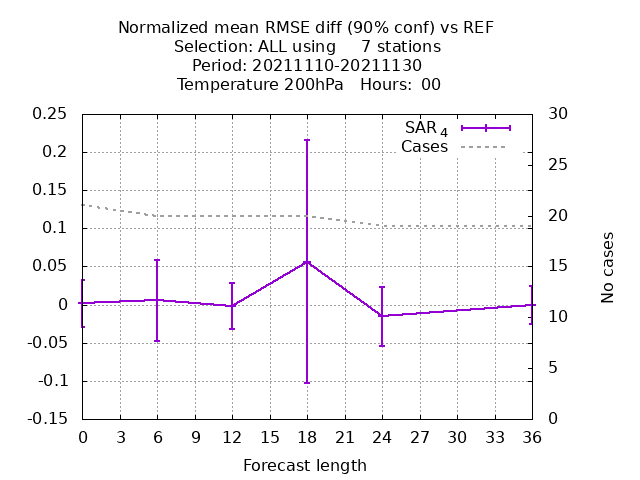 Normalized mean RMSE diff (90% conf) vs REF
Selection: ALL using 7 stations
Period: 20211110-20211130
Temperature 200hPa Hours: 00
SAR 4
Cases
0.25
0.2
0.15
0.1
0.05
0
-0.05
-0.1
-0.15
30
25
20
15
10
5
0
No cases
0 3 6 9 12 15 18 21 24 27 30 33 36
Forecast length